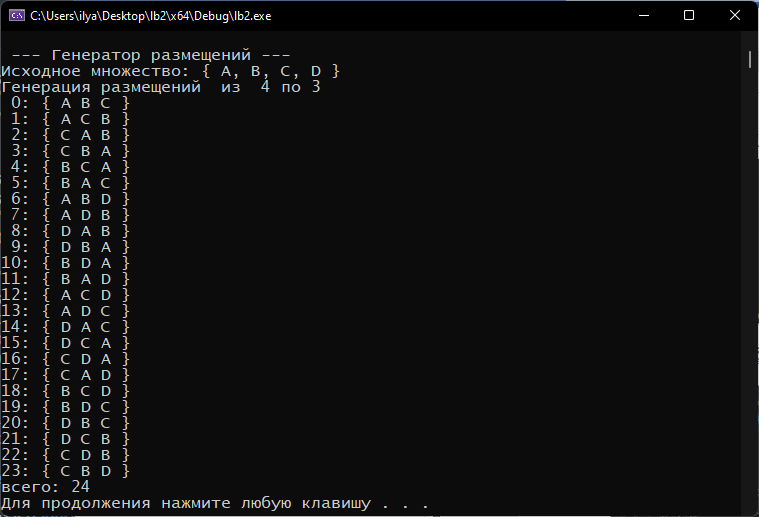 C:\Users\ilya\Desktop\lb2\x64\Debug\lb2.exe
--- Генератор размещений ---
Исходное множество: { A, B, C, D }
Генерация размещений  из  4 по 3
0: { A B C }
1: { A C B }
2: { C A B }
3: { C B A }
4: { B C A }
5: { B A C }
6: { A B D }
7: { A D B }
8: { D A B }
9: { D B A }
10: { B D A }
11: { B A D }
12: { A C D }
13: { A D C }
14: { D A C }
15: { D C A }
16: { C D A }
17: { C A D }
18: { B C D }
19: { B D C }
20: { D B C }
21: { D C B }
22: { C D B }
23: { C B D }
всего: 24
Для продолжения нажмите любую клавишу . . .